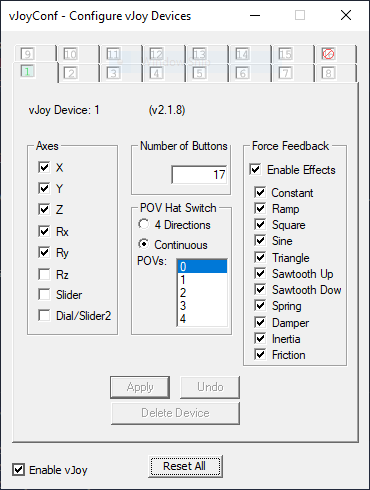 vJoyConf - Configure vJoy Devices
9 10 11 12 13 14 15
1 2 3 4 5 6 7 8
vJoy Device: 1 (v2.1.8)
Axes
X
Y
Z
Rx
Ry
Rz
Slider
Dial/Slider2
Number of Buttons
17
POV Hat Switch
4 Directions
Continuous
POVs:
0
1
2
3
4
Force Feedback
Enable Effects
Constant
Ramp
Square
Sine
Triangle
Sawtooth Up
Sawtooth Dow
Spring
Damper
Inertia
Friction
Apply Undo
Delete Device
Enable vJoy
Reset All